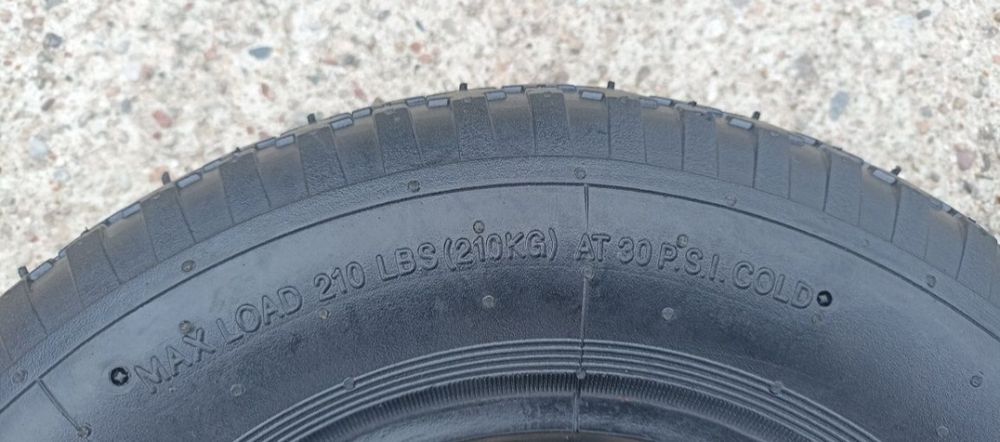 MAX LOAD 210 LBS (210KG) AT 30 P.S.I. COLD